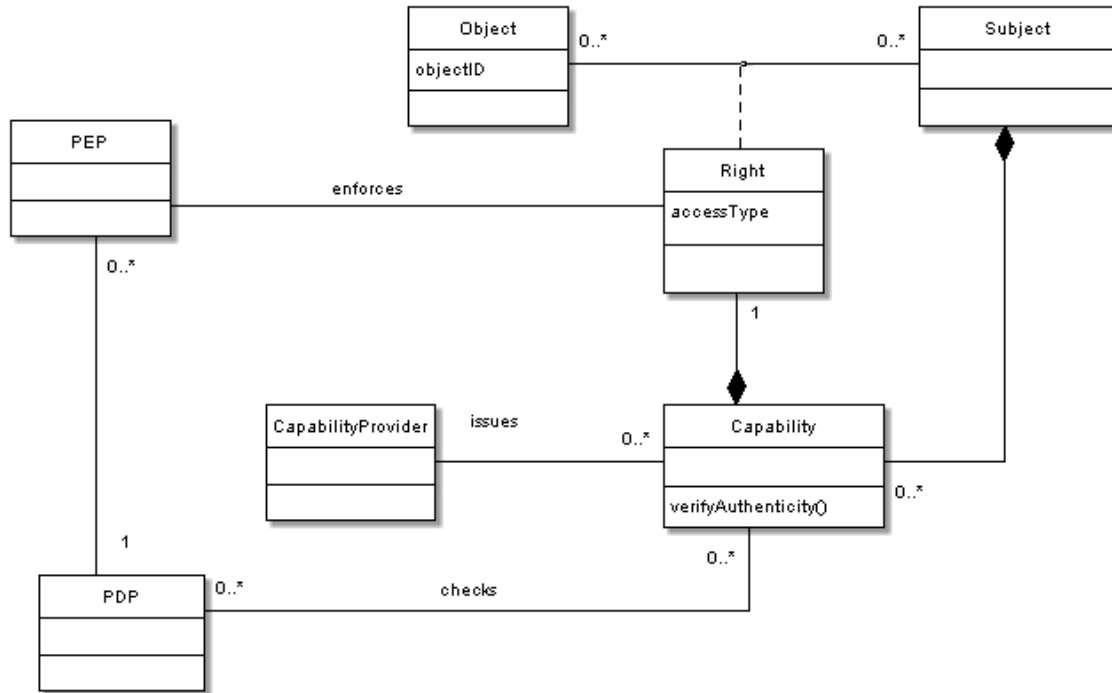 Object
0..*
0..*
Subject
objectID
PEP
Right
enforces
accessType
0..*
1
CapabilityProvider
issues
0..*
Capability
verifyAuthenticity()
0..*
1
0..*
PDP
0..*
checks